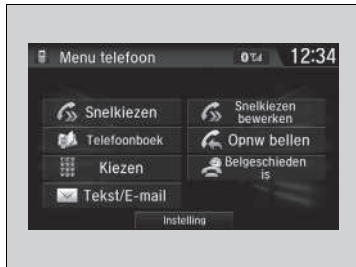 Menu telefoon
12:34
Snelkiezen
Snelkiezen
bewerken
Telefoonboek
Opnw bellen
Kiezen
Belgeschieden
is
Tekst/E-mail
Instelling